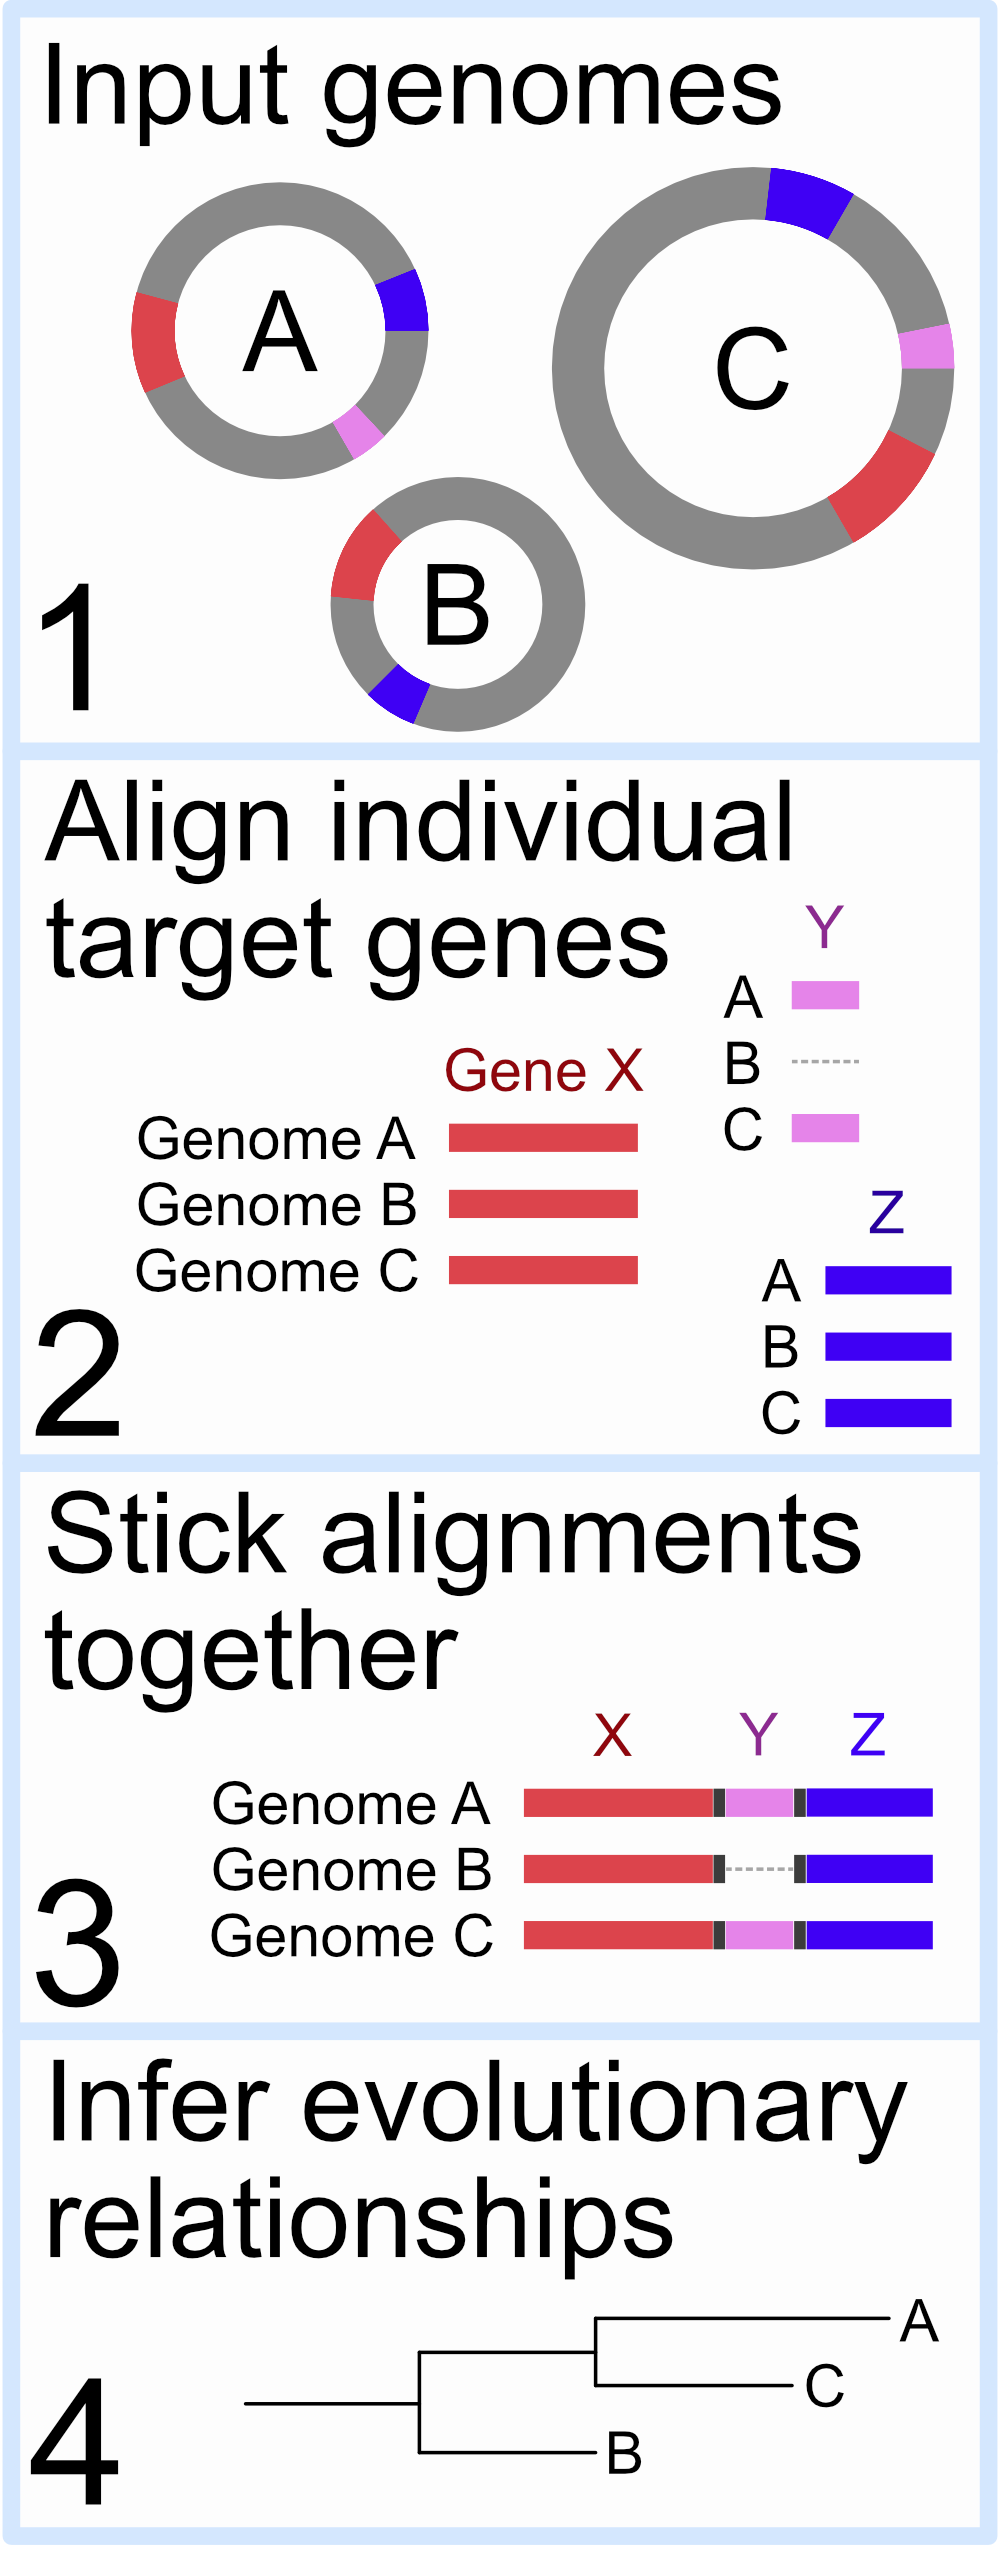 Input genomes
A
C
B
1
Align individual
target genes
Y
A
B
C
Gene X
Genome A
Genome B
Genome C
Z
A
B
C
2
Stick alignments
together
X Y Z
Genome A
Genome B
Genome C
3
Infer evolutionary
relationships
A
C
B
4